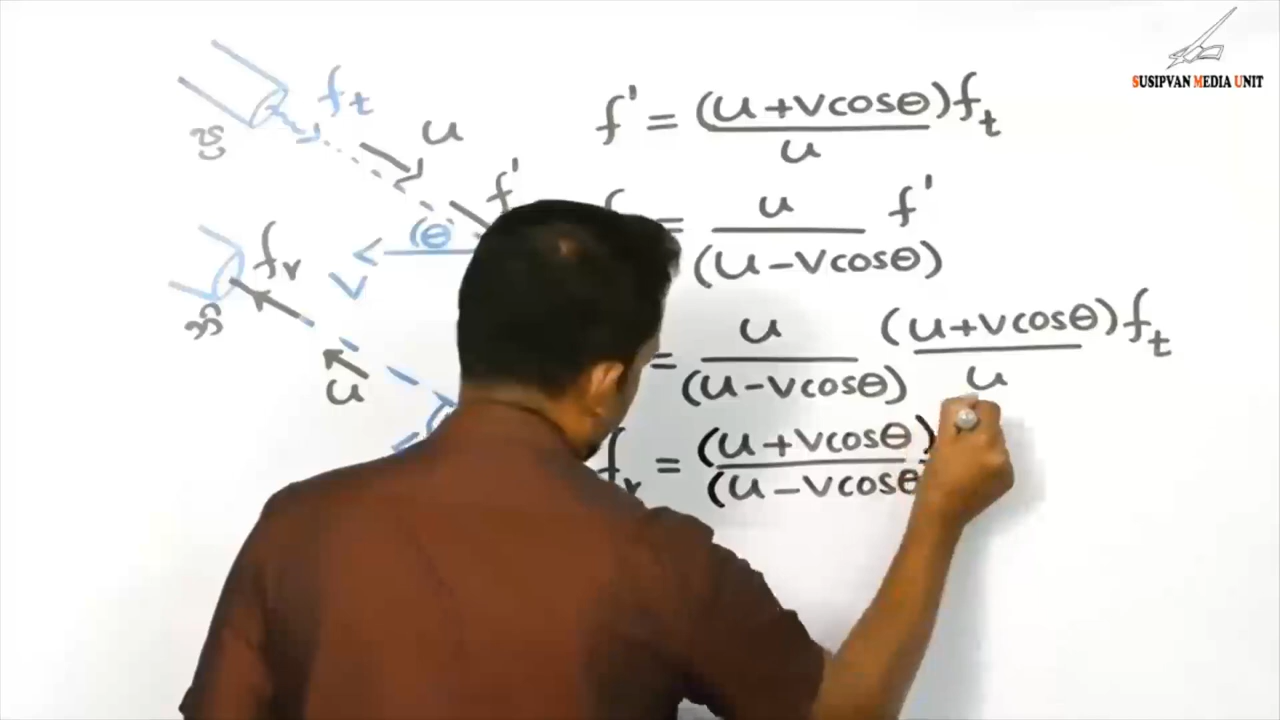 SUSIPVAN MEDIA UNIT
f_t
u
f'
(θ
f_r
u
f' = (u+vcosθ)f_t / u
= u / (u-vcosθ) f'
= u / (u-vcosθ) (u+vcosθ)f_t / u
f_r = (u+vcosθ) / (u-vcosθ